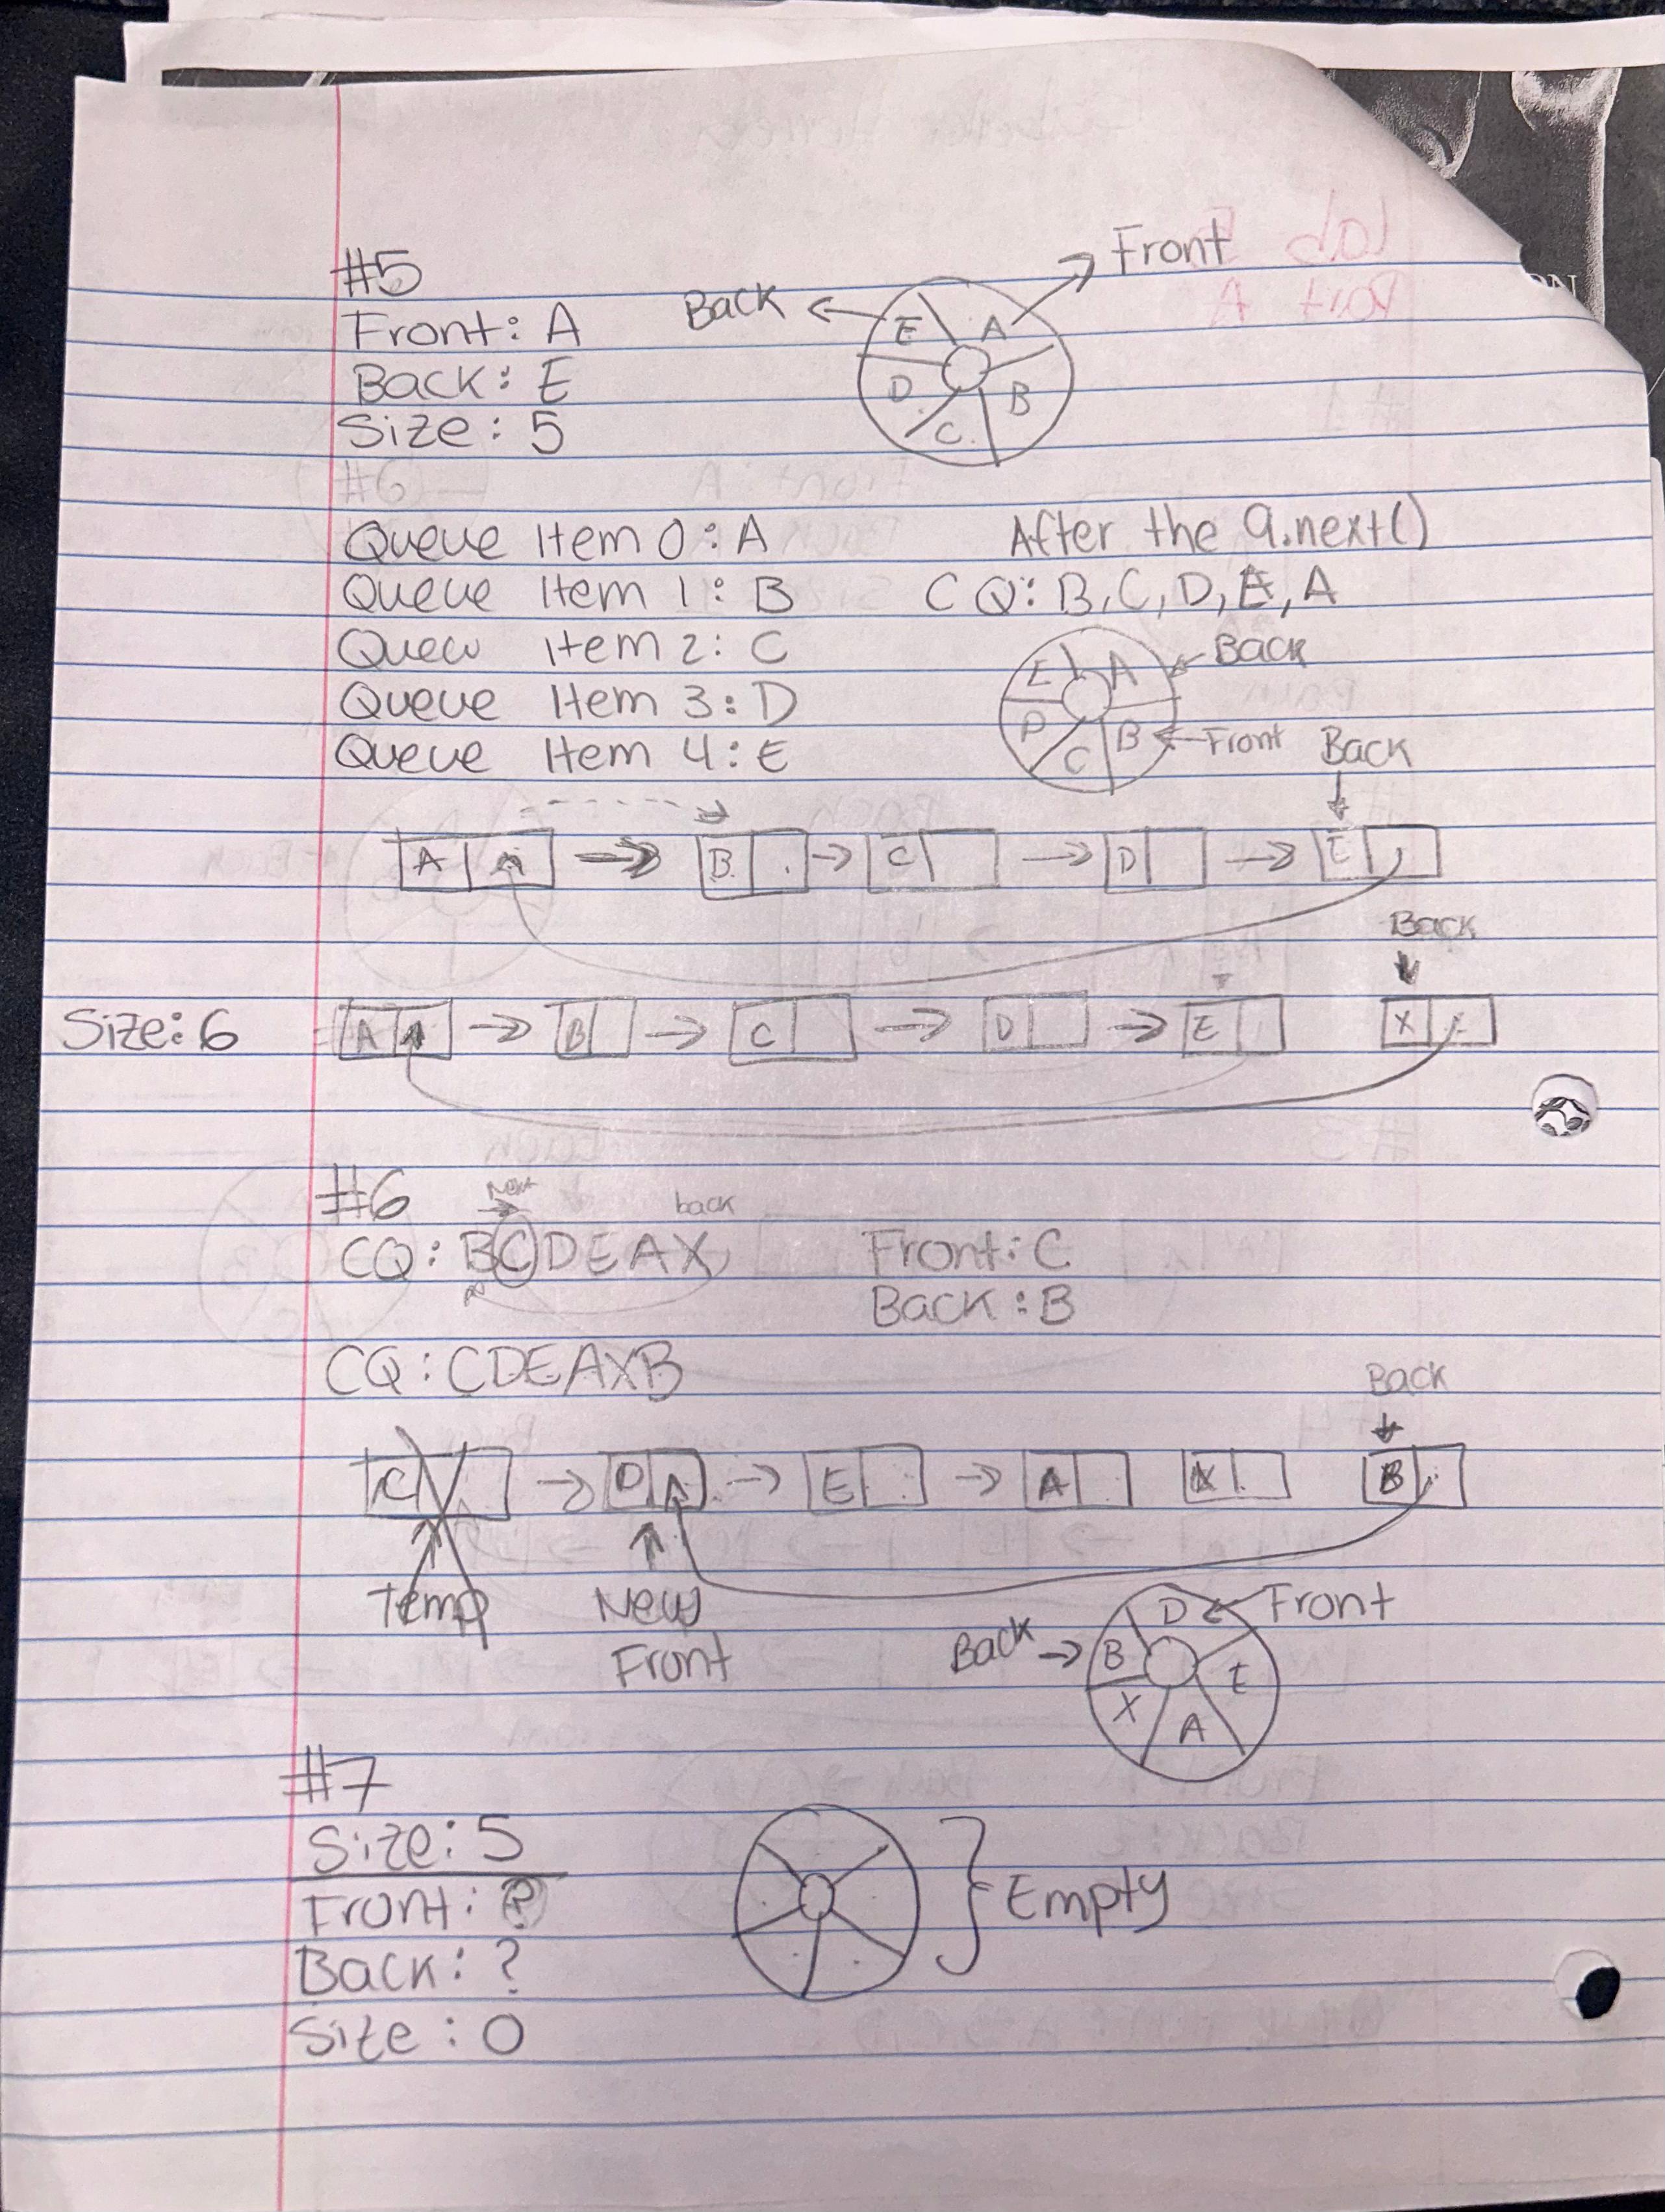 Lab
Part A
#5
Front
Front: A
Back
E A
D B
C
Back: E
Size: 5
#6
Queue Item 0: A
After the q.next()
Queue Item 1: B
CQ: B, C, D, E, A
Queue Item 2: C
E A Back
Queue Item 3: D
D C B Front
Queue Item 4: E
Back
A B C D E
Back
Size: 6
A B C D E X
#6
Next
back
CQ: BCDEAX
Front: C
Back: B
CQ: CDEAXB
Back
C D E A X B
Temp
New Front
D Front
Back B E
X A
#7
Size: 5
Front: ?
Empty
Back: ?
Size: 0